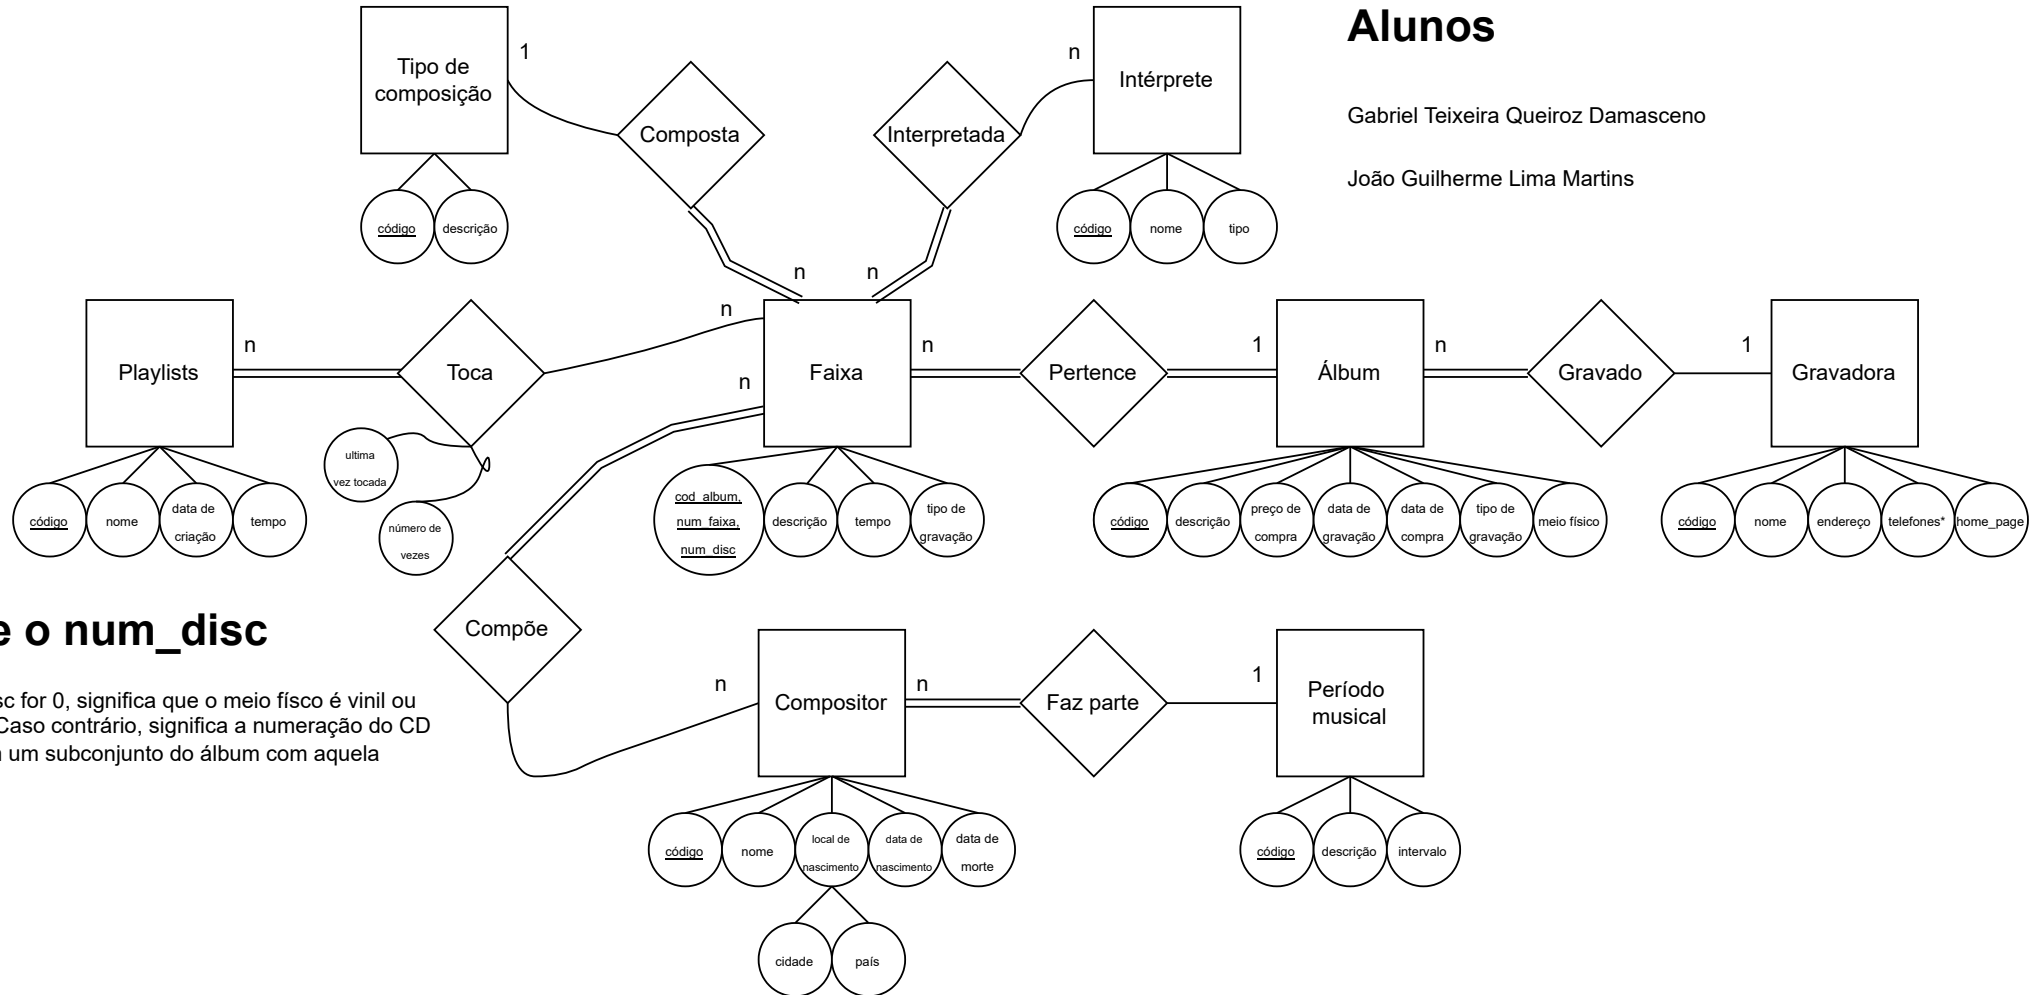 Alunos
Gabriel Teixeira Queiroz Damasceno
João Guilherme Lima Martins
Tipo de
composição
1
Composta
Interpretada
n
Intérprete
código
descrição
código
nome
tipo
n
n
Playlists
n
Toca
n
n
Faixa
n
Pertence
1
Álbum
n
Gravado
1
Gravadora
código
nome
data de
criação
tempo
ultima
vez tocada
número de
vezes
cod_album,
num_faixa,
num_disc
descrição
tempo
tipo de
gravação
código
descrição
preço de
compra
data de
gravação
data de
compra
tipo de
gravação
meio físico
código
nome
endereço
telefones*
home_page
e o num_disc
sc for 0, significa que o meio físco é vinil ou
Caso contrário, significa a numeração do CD
um subconjunto do álbum com aquela
Compõe
n
Compositor
n
Faz parte
1
Período
musical
código
nome
local de
nascimento
data de
nascimento
data de
morte
cidade
país
código
descrição
intervalo